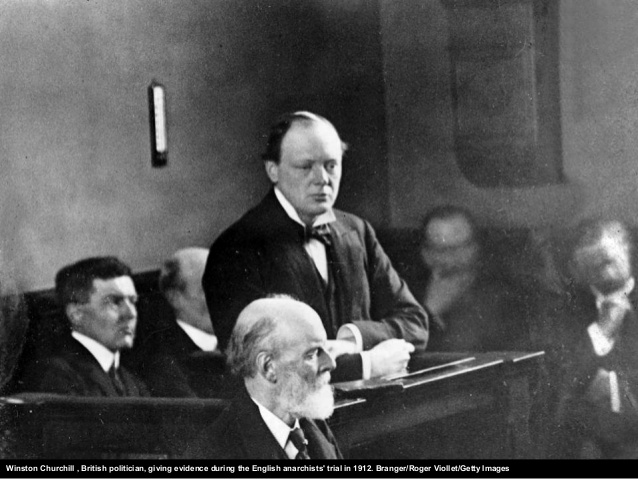 Winston Churchill , British politician, giving evidence during the English anarchists' trial in 1912. Branger/Roger Viollet/Getty Images